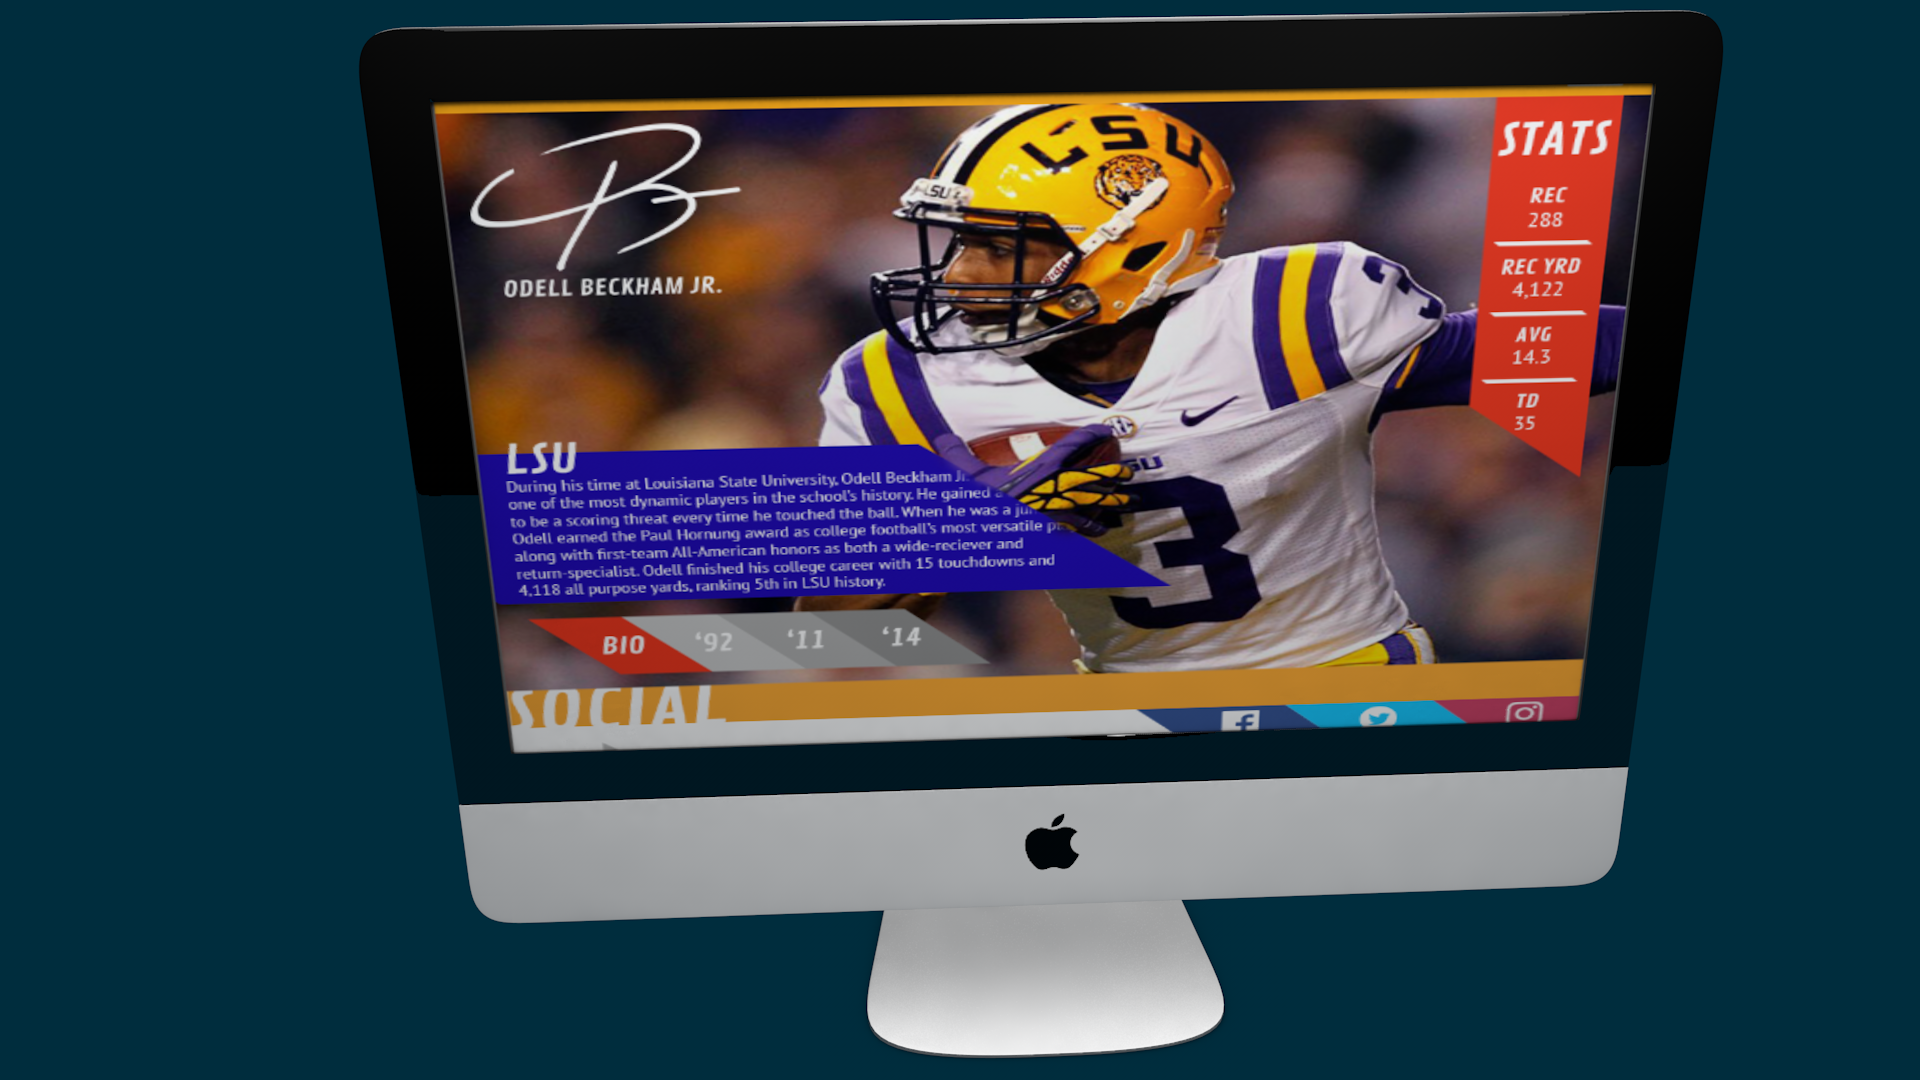 ODELL BECKHAM JR.
LSU
LSU
3
SU
3
STATS
REC
288
REC YRD
4,122
AVG
14.3
TD
35
LSU
During his time at Louisiana State University, Odell Beckham Jr.
one of the most dynamic players in the school's history. He gained a
to be a scoring threat every time he touched the ball. When he was a
Odell earned the Paul Hornung award as college football's most versatile
along with first-team All-American honors as both a wide-reciever and
return-specialist. Odell finished his college career with 15 touchdowns and
4,118 all purpose yards, ranking 5th in LSU history.
BIO
‘92
‘11
‘14
SOCIAL